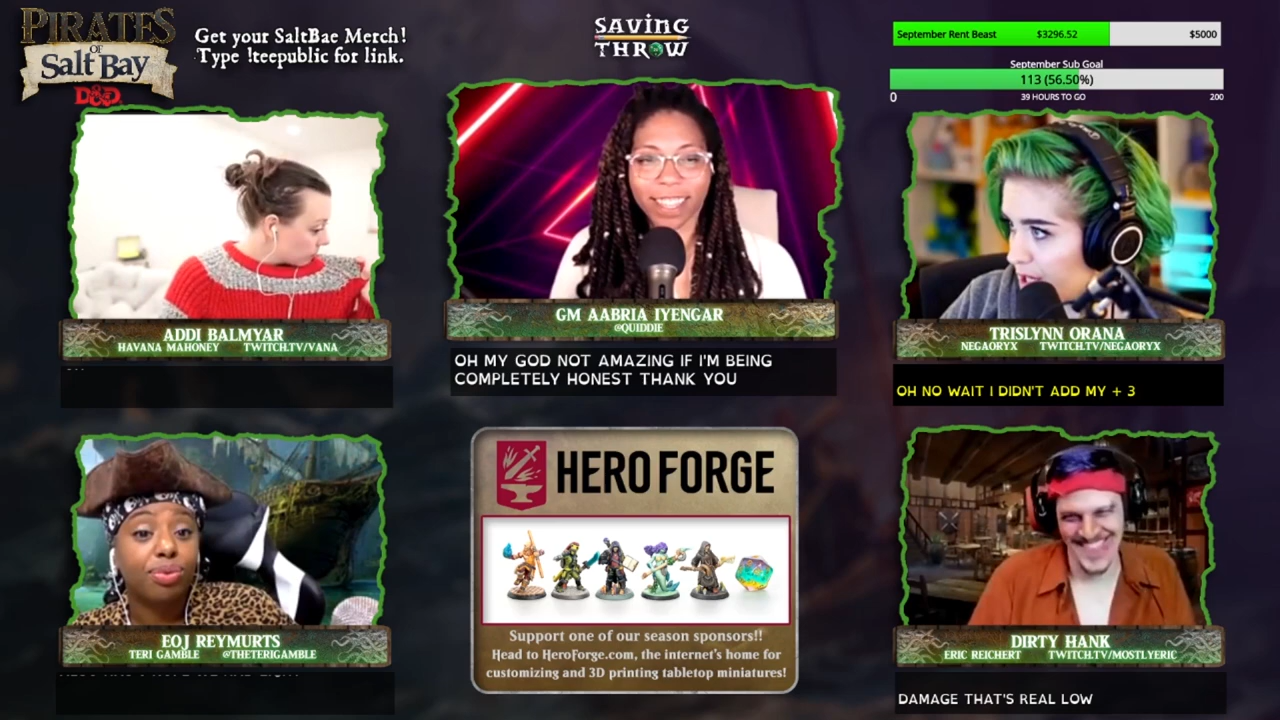 PIRATES
OF
Salt Bay
D&D
Get your SaltBae Merch!
Type !teepublic for link.
SAVING
THROW
September Rent Beast $3296.52 $5000
September Sub Goal
113 (56.50%)
0 39 HOURS TO GO 200
ADDI BALMYAR
HAVANA MAHONEY TWITCH.TV/VANA
GM AABRIA IYENGAR
@QUIDDIE
OH MY GOD NOT AMAZING IF I'M BEING
COMPLETELY HONEST THANK YOU
TRISLYNN ORANA
NEGAORYX TWITCH.TV/NEGAORYX
OH NO WAIT I DIDN'T ADD MY + 3
EOJ REYMURTS
TERI GAMBLE @THETERIGAMBLE
HERO FORGE
Support one of our season sponsors!!
Head to HeroForge.com, the internet's home for
customizing and 3D printing tabletop miniatures!
DIRTY HANK
ERIC REICHERT TWITCH.TV/MOSTLYERIC
DAMAGE THAT'S REAL LOW